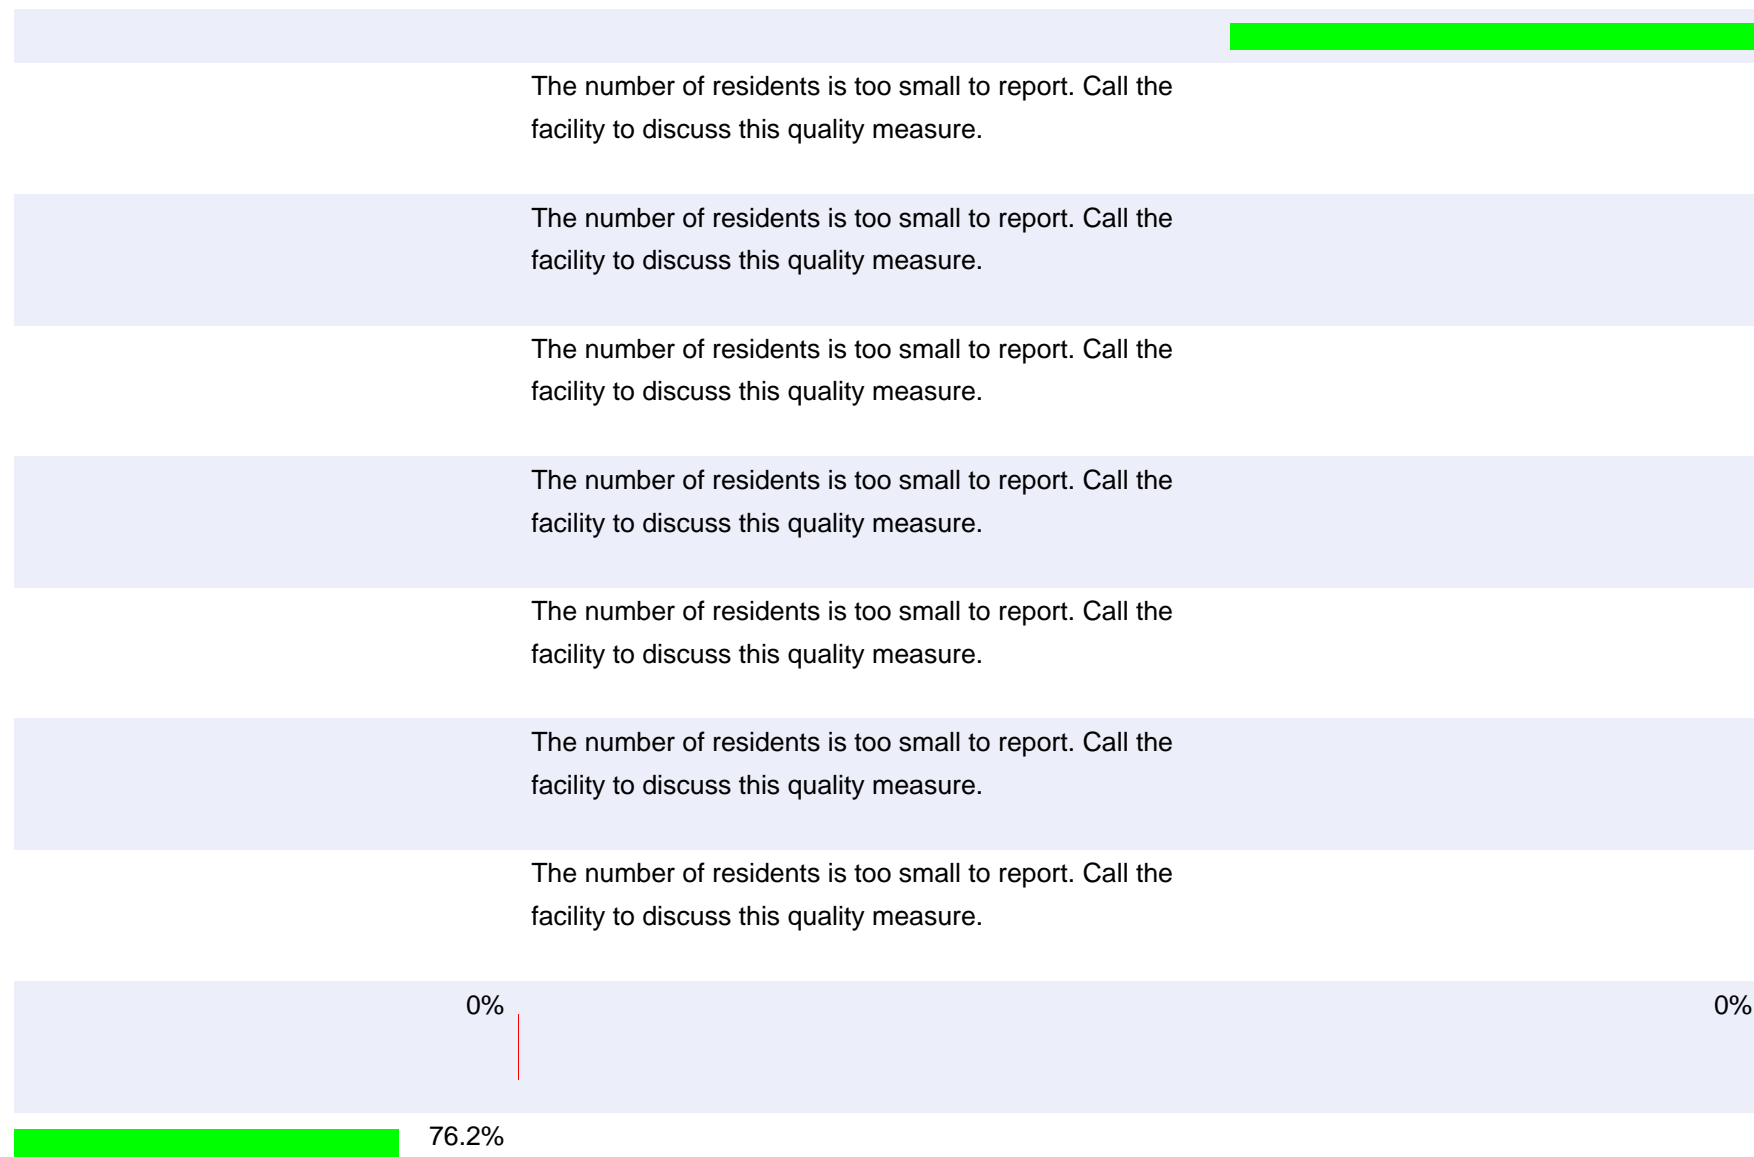 The number of residents is too small to report. Call the
facility to discuss this quality measure.
The number of residents is too small to report. Call the
facility to discuss this quality measure.
The number of residents is too small to report. Call the
facility to discuss this quality measure.
The number of residents is too small to report. Call the
facility to discuss this quality measure.
The number of residents is too small to report. Call the
facility to discuss this quality measure.
The number of residents is too small to report. Call the
facility to discuss this quality measure.
The number of residents is too small to report. Call the
facility to discuss this quality measure.
0% 0%
76.2%